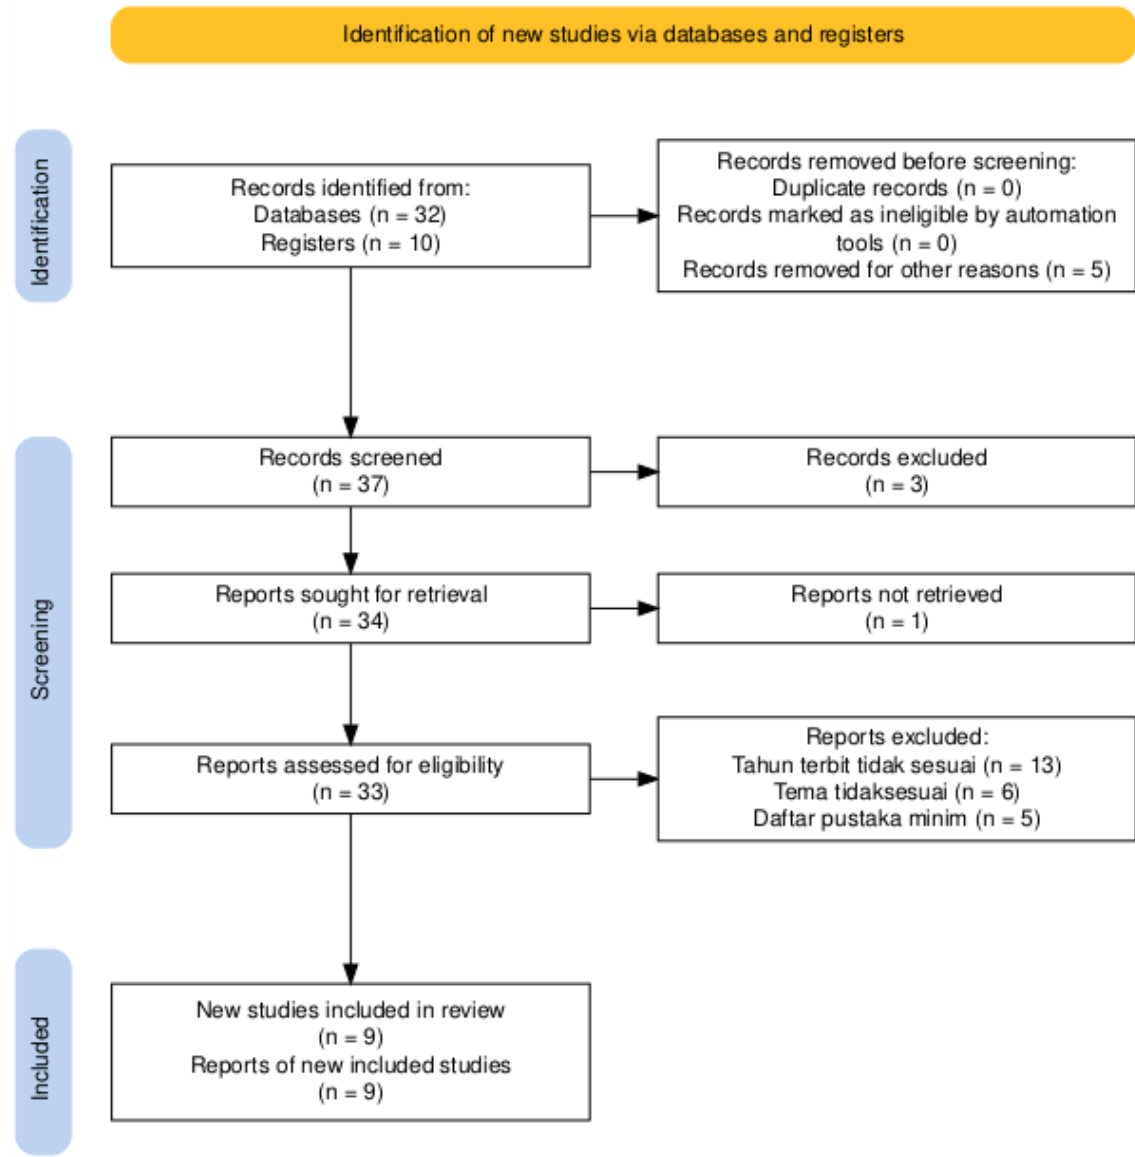 Identification of new studies via databases and registers
Identification
Records identified from:
Databases (n = 32)
Registers (n = 10)
Records removed before screening:
Duplicate records (n = 0)
Records marked as ineligible by automation
tools (n = 0)
Records removed for other reasons (n = 5)
Screening
Records screened
(n = 37)
Records excluded
(n = 3)
Reports sought for retrieval
(n = 34)
Reports not retrieved
(n = 1)
Reports assessed for eligibility
(n = 33)
Reports excluded:
Tahun terbit tidak sesuai (n = 13)
Tema tidaksesuai (n = 6)
Daftar pustaka minim (n = 5)
Included
New studies included in review
(n = 9)
Reports of new included studies
(n = 9)